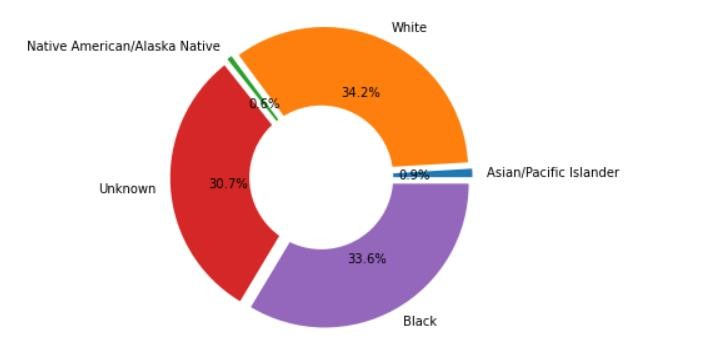 White
Native American/Alaska Native
34.2%
0.6%
0.9%
Asian/Pacific Islander
30.7%
Unknown
33.6%
Black